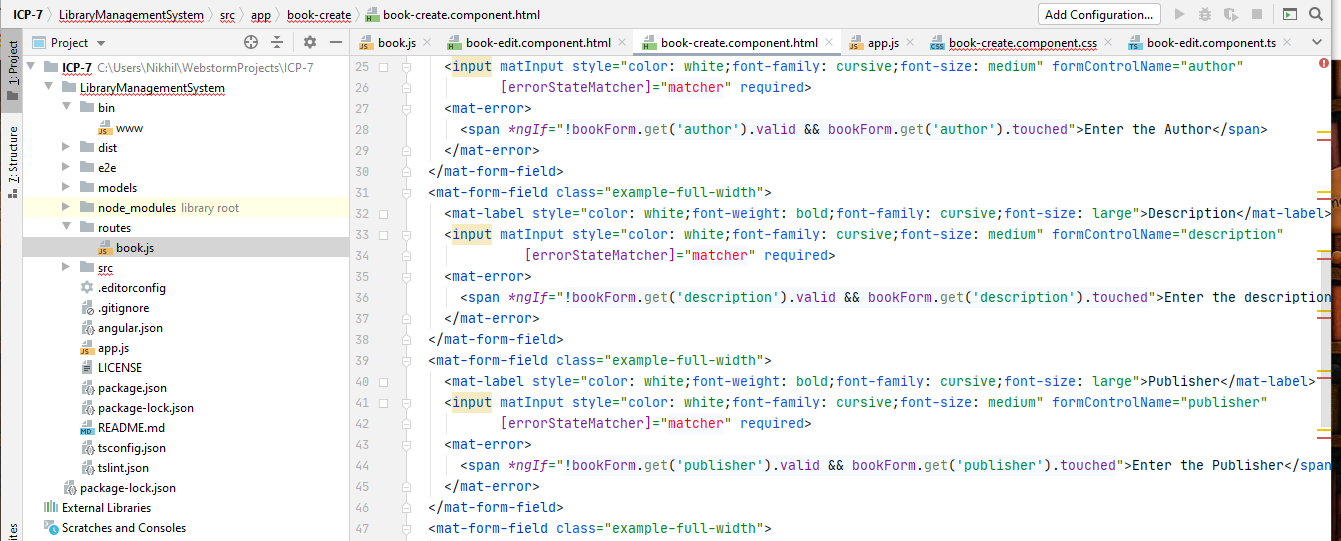 ICP-7 LibraryManagementSystem src app book-create book-create.component.html Add Configuration...
1: Project
7: Structure
Project
book.js book-edit.component.html book-create.component.html app.js book-create.component.css book-edit.component.ts
ICP-7 C:\Users\Nikhil\WebstormProjects\ICP-7
LibraryManagementSystem
bin
www
dist
e2e
models
node_modules library root
routes
book.js
src
.editorconfig
.gitignore
angular.json
app.js
LICENSE
package.json
package-lock.json
README.md
tsconfig.json
tslint.json
package-lock.json
External Libraries
Scratches and Consoles
25 <input matInput style="color: white;font-family: cursive;font-size: medium" formControlName="author"
26 [errorStateMatcher]="matcher" required>
27 <mat-error>
28 <span *ngIf="!bookForm.get('author').valid && bookForm.get('author').touched">Enter the Author</span>
29 </mat-error>
30 </mat-form-field>
31 <mat-form-field class="example-full-width">
32 <mat-label style="color: white;font-weight: bold;font-family: cursive;font-size: large">Description</mat-label>
33 <input matInput style="color: white;font-family: cursive;font-size: medium" formControlName="description"
34 [errorStateMatcher]="matcher" required>
35 <mat-error>
36 <span *ngIf="!bookForm.get('description').valid && bookForm.get('description').touched">Enter the description
37 </mat-error>
38 </mat-form-field>
39 <mat-form-field class="example-full-width">
40 <mat-label style="color: white;font-weight: bold;font-family: cursive;font-size: large">Publisher</mat-label>
41 <input matInput style="color: white;font-family: cursive;font-size: medium" formControlName="publisher"
42 [errorStateMatcher]="matcher" required>
43 <mat-error>
44 <span *ngIf="!bookForm.get('publisher').valid && bookForm.get('publisher').touched">Enter the Publisher</span
45 </mat-error>
46 </mat-form-field>
47 <mat-form-field class="example-full-width">